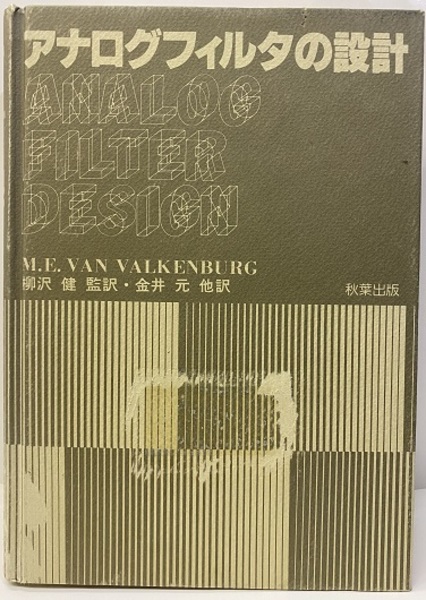 アナログフィルタの設計
ANALOG
FILTER
DESIGN
M.E. VAN VALKENBURG
柳沢 健 監訳・金井 元 他訳
秋葉出版